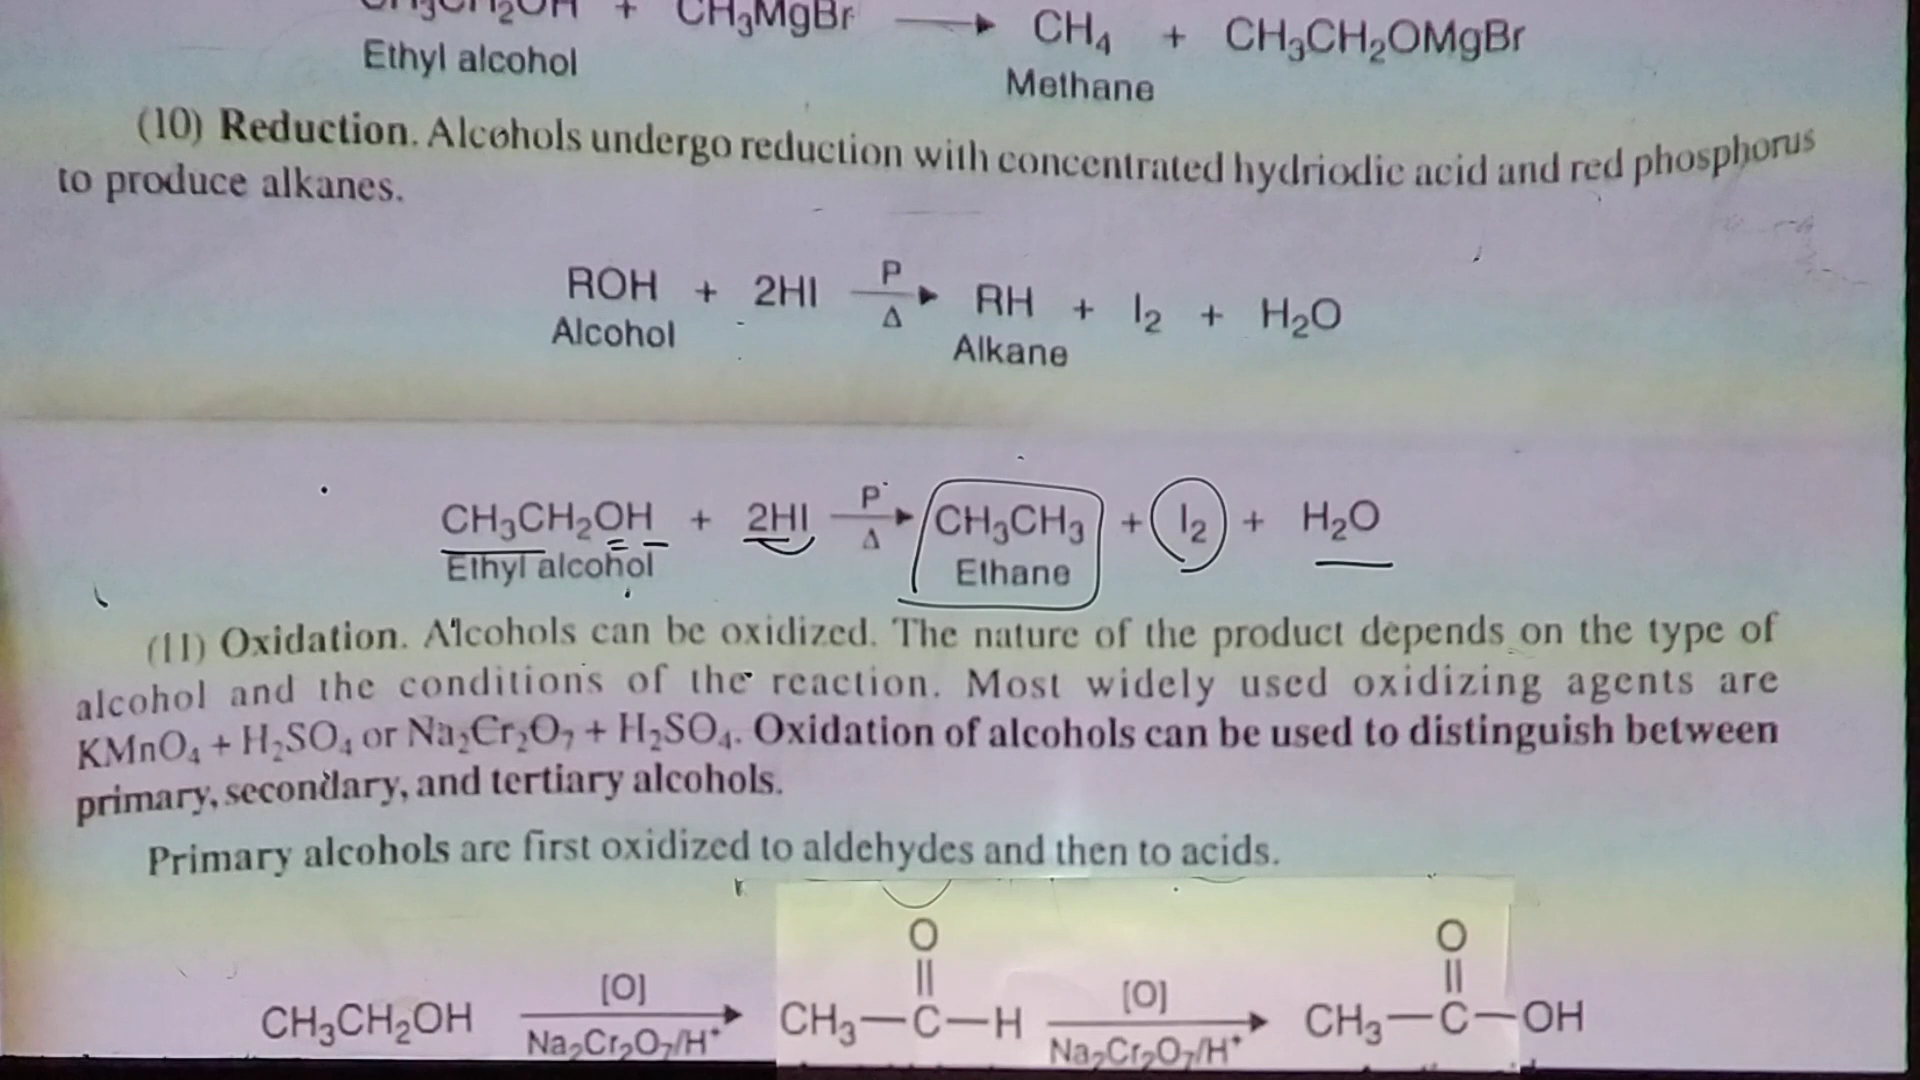 CH₃CH₂OH + CH₃MgBr ⟶ CH₄ + CH₃CH₂OMgBr
Ethyl alcohol Methane
(10) Reduction. Alcohols undergo reduction with concentrated hydriodic acid and red phosphorus
to produce alkanes.
P
ROH + 2HI ⟶ RH + I₂ + H₂O
Δ
Alcohol Alkane
P
CH₃CH₂OH + 2HI ⟶ CH₃CH₃ + I₂ + H₂O
Δ
Ethyl alcohol Ethane
(11) Oxidation. Alcohols can be oxidized. The nature of the product depends on the type of
alcohol and the conditions of the reaction. Most widely used oxidizing agents are
KMnO₄ + H₂SO₄ or Na₂Cr₂O₇ + H₂SO₄. Oxidation of alcohols can be used to distinguish between
primary, secondary, and tertiary alcohols.
Primary alcohols are first oxidized to aldehydes and then to acids.
O O
|| ||
[O] [O]
CH₃CH₂OH ⟶ CH₃—C—H ⟶ CH₃—C—OH
Na₂Cr₂O₇/H⁺ Na₂Cr₂O₇/H⁺